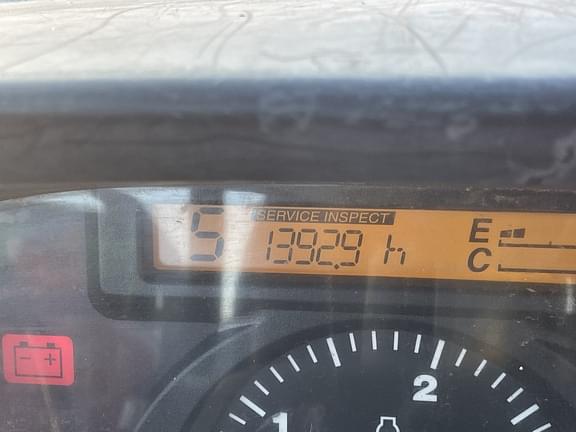 SERVICE INSPECT
5 1392.9 h
E
C
- +
1 2